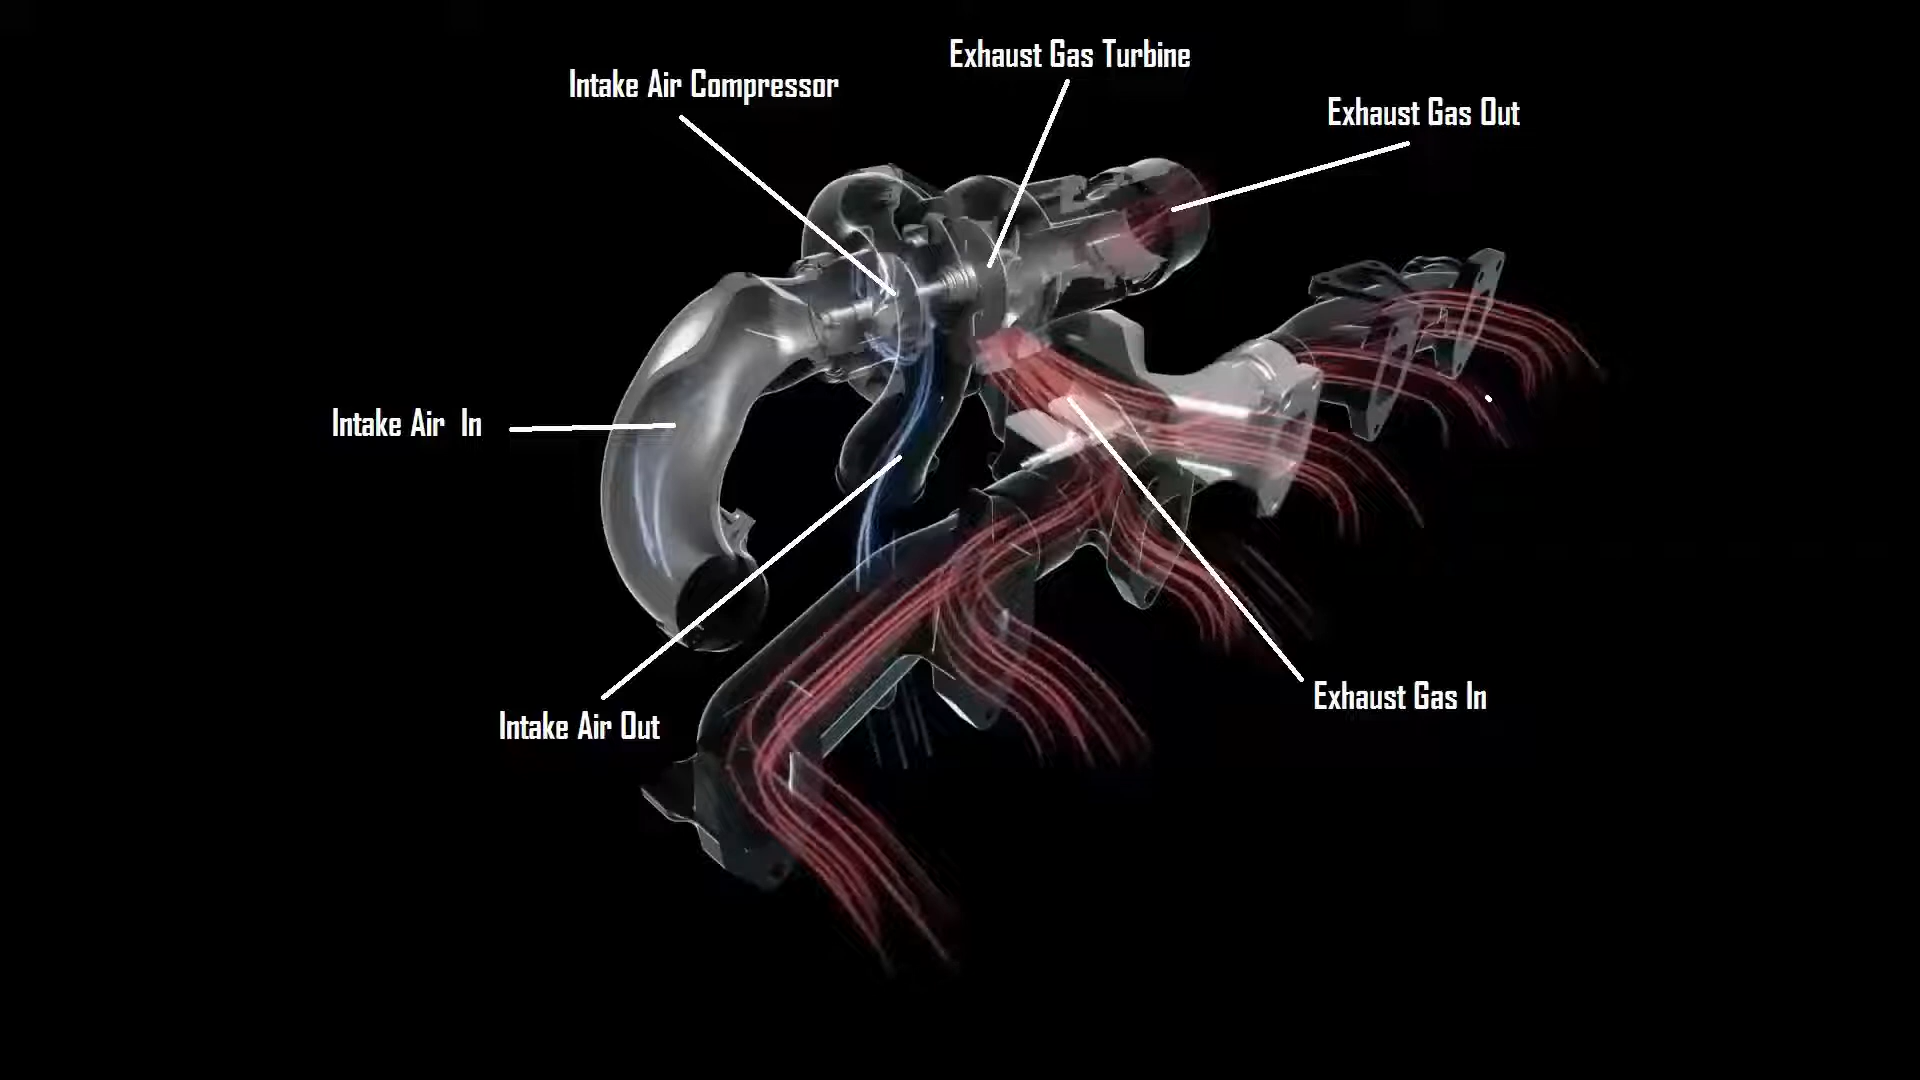 Exhaust Gas Turbine
Intake Air Compressor
Exhaust Gas Out
Intake Air In
Exhaust Gas In
Intake Air Out